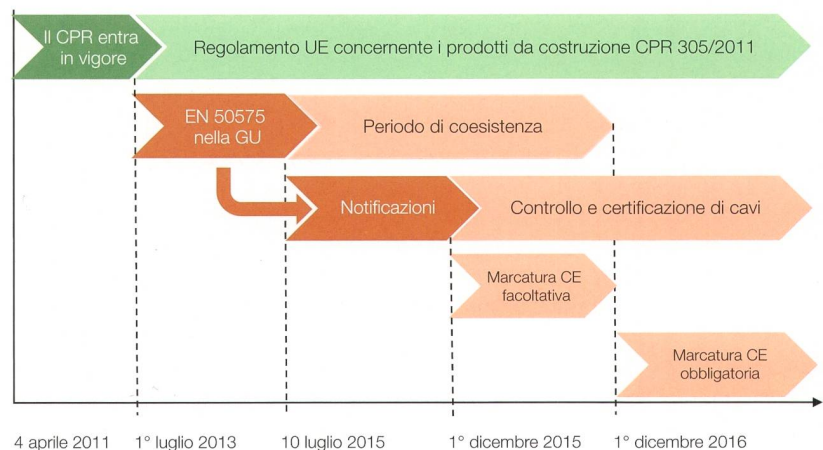 Il CPR entra
in vigore
Regolamento UE concernente i prodotti da costruzione CPR 305/2011
EN 50575
nella GU
Periodo di coesistenza
Notificazioni
Controllo e certificazione di cavi
Marcatura CE
facoltativa
Marcatura CE
obbligatoria
4 aprile 2011
1° luglio 2013
10 luglio 2015
1° dicembre 2015
1° dicembre 2016